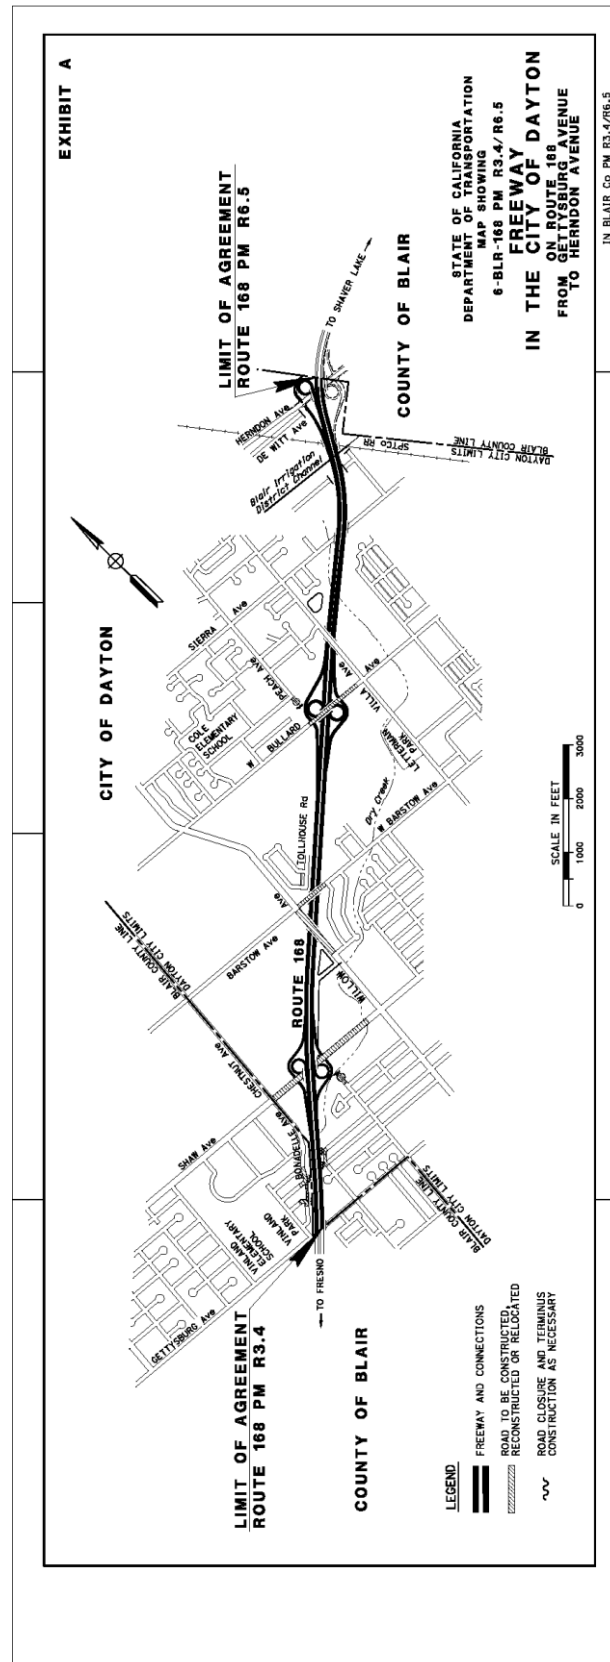 EXHIBIT A
STATE OF CALIFORNIA
DEPARTMENT OF TRANSPORTATION
MAP SHOWING
6-BLR-168 PM R3.4/R6.5
FREEWAY
IN THE CITY OF DAYTON
ON ROUTE 168
FROM GETTYSBURG AVENUE
TO HERNDON AVENUE
IN BLAIR Co PM R3.4/R6.5
LIMIT OF AGREEMENT
ROUTE 168 PM R6.5
TO SHAVER LAKE
COUNTY OF BLAIR
HERNDON Ave
DE WITT Ave
SPTCo RR
DAYTON CITY LIMITS
BLAIR COUNTY LINE
Blair Irrigation
District Channel
CITY OF DAYTON
SIERRA Ave
PEACH Ave
COLE
ELEMENTARY
SCHOOL
W BULLARD Ave
VILLA Ave
LETTERMAN
PARK
Dry Creek
W BARSTOW Ave
TOLLHOUSE Rd
SCALE IN FEET
0 1000 2000 3000
BLAIR COUNTY LINE
DAYTON CITY LIMITS
BARSTOW Ave
ROUTE 168
WILLOW Ave
CHESTNUT Ave
SHAW Ave
BONADELLE Ave
VINLAND
PARK
VINLAND
ELEMENTARY
SCHOOL
GETTYSBURG Ave
BLAIR COUNTY LINE
DAYTON CITY LIMITS
TO FRESNO
LIMIT OF AGREEMENT
ROUTE 168 PM R3.4
COUNTY OF BLAIR
LEGEND
FREEWAY AND CONNECTIONS
ROAD TO BE CONSTRUCTED,
RECONSTRUCTED OR RELOCATED
ROAD CLOSURE AND TERMINUS
CONSTRUCTION AS NECESSARY